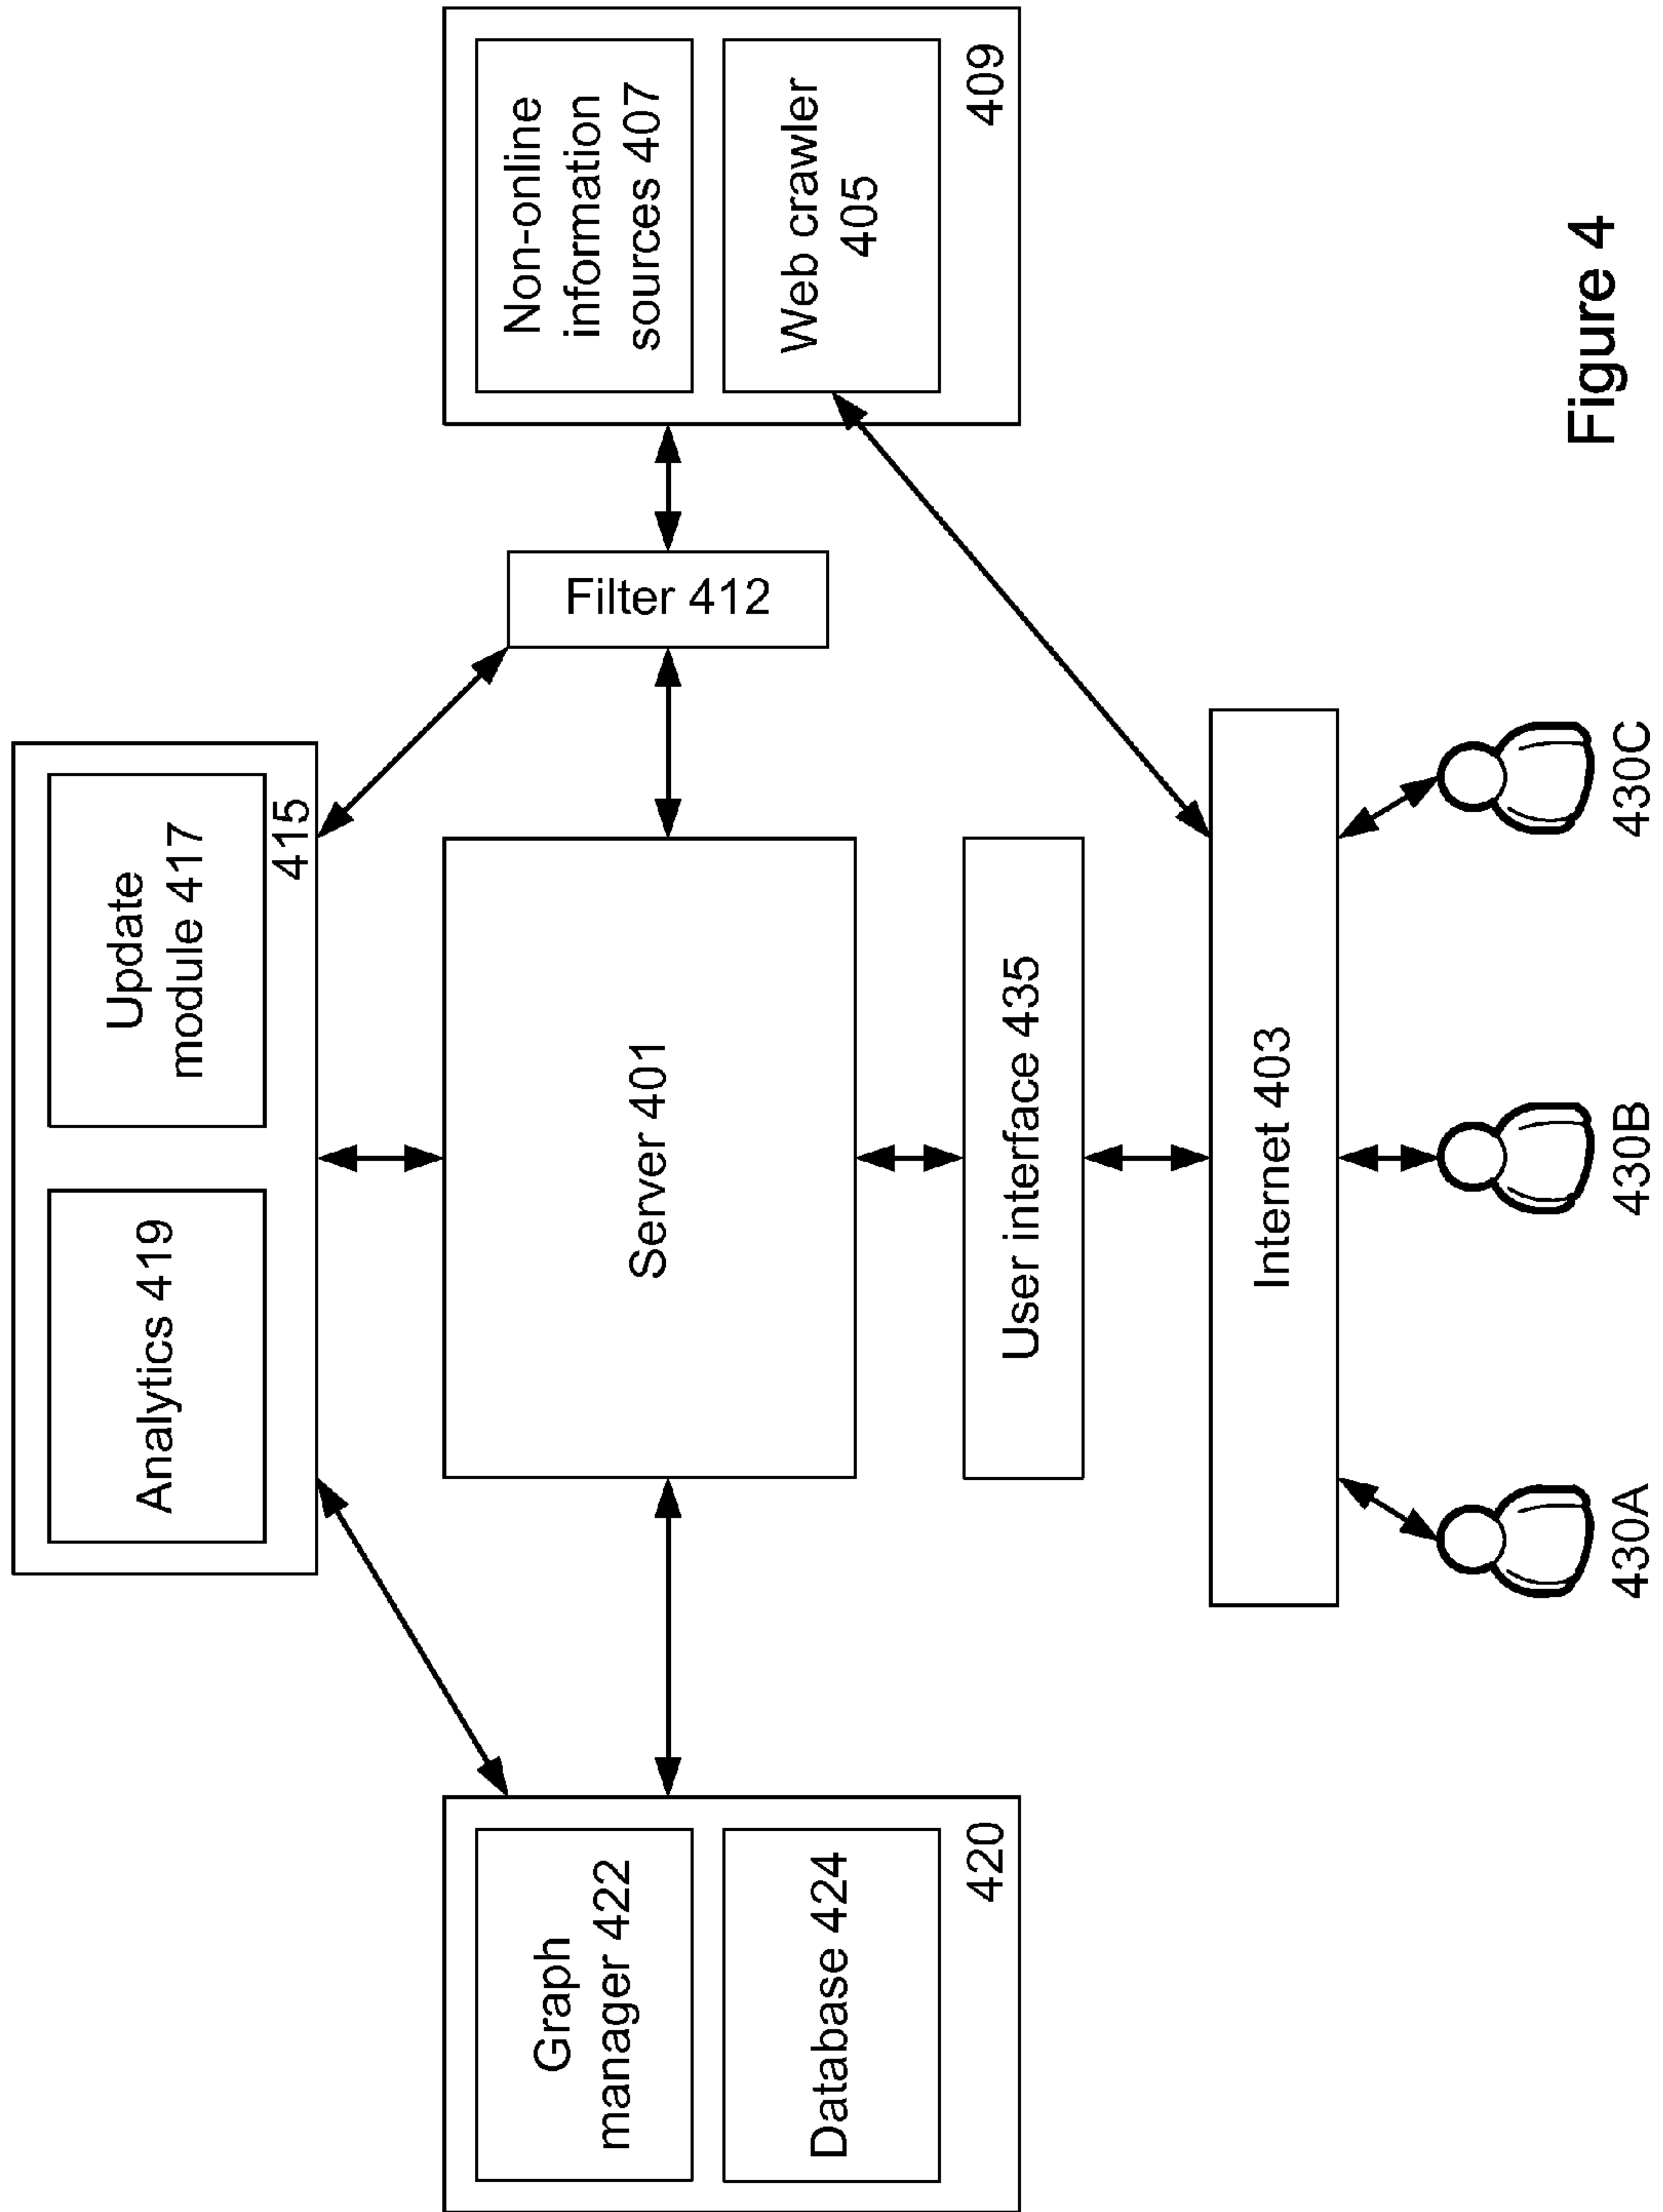 Analytics 419
Update
module 417
415
Graph
manager 422
Database 424
420
Server 401
Filter 412
Non-online
information
sources 407
Web crawler
405
409
User interface 435
Internet 403
430A
430B
430C
Figure 4